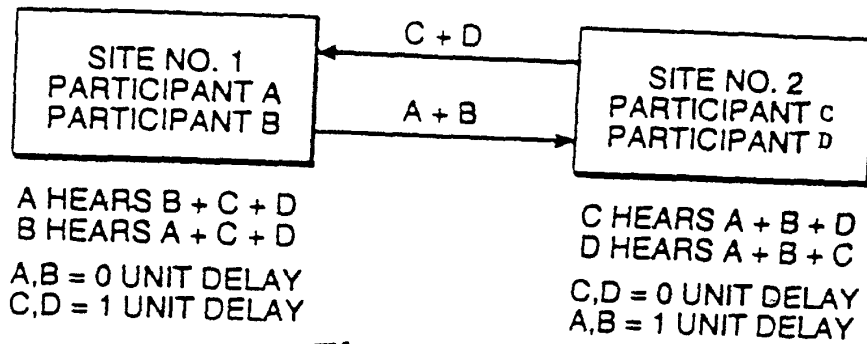 C + D
SITE NO. 1
PARTICIPANT A
PARTICIPANT B
A + B
SITE NO. 2
PARTICIPANT C
PARTICIPANT D
A HEARS B + C + D
B HEARS A + C + D
A,B = 0 UNIT DELAY
C,D = 1 UNIT DELAY
C HEARS A + B + D
D HEARS A + B + C
C,D = 0 UNIT DELAY
A,B = 1 UNIT DELAY